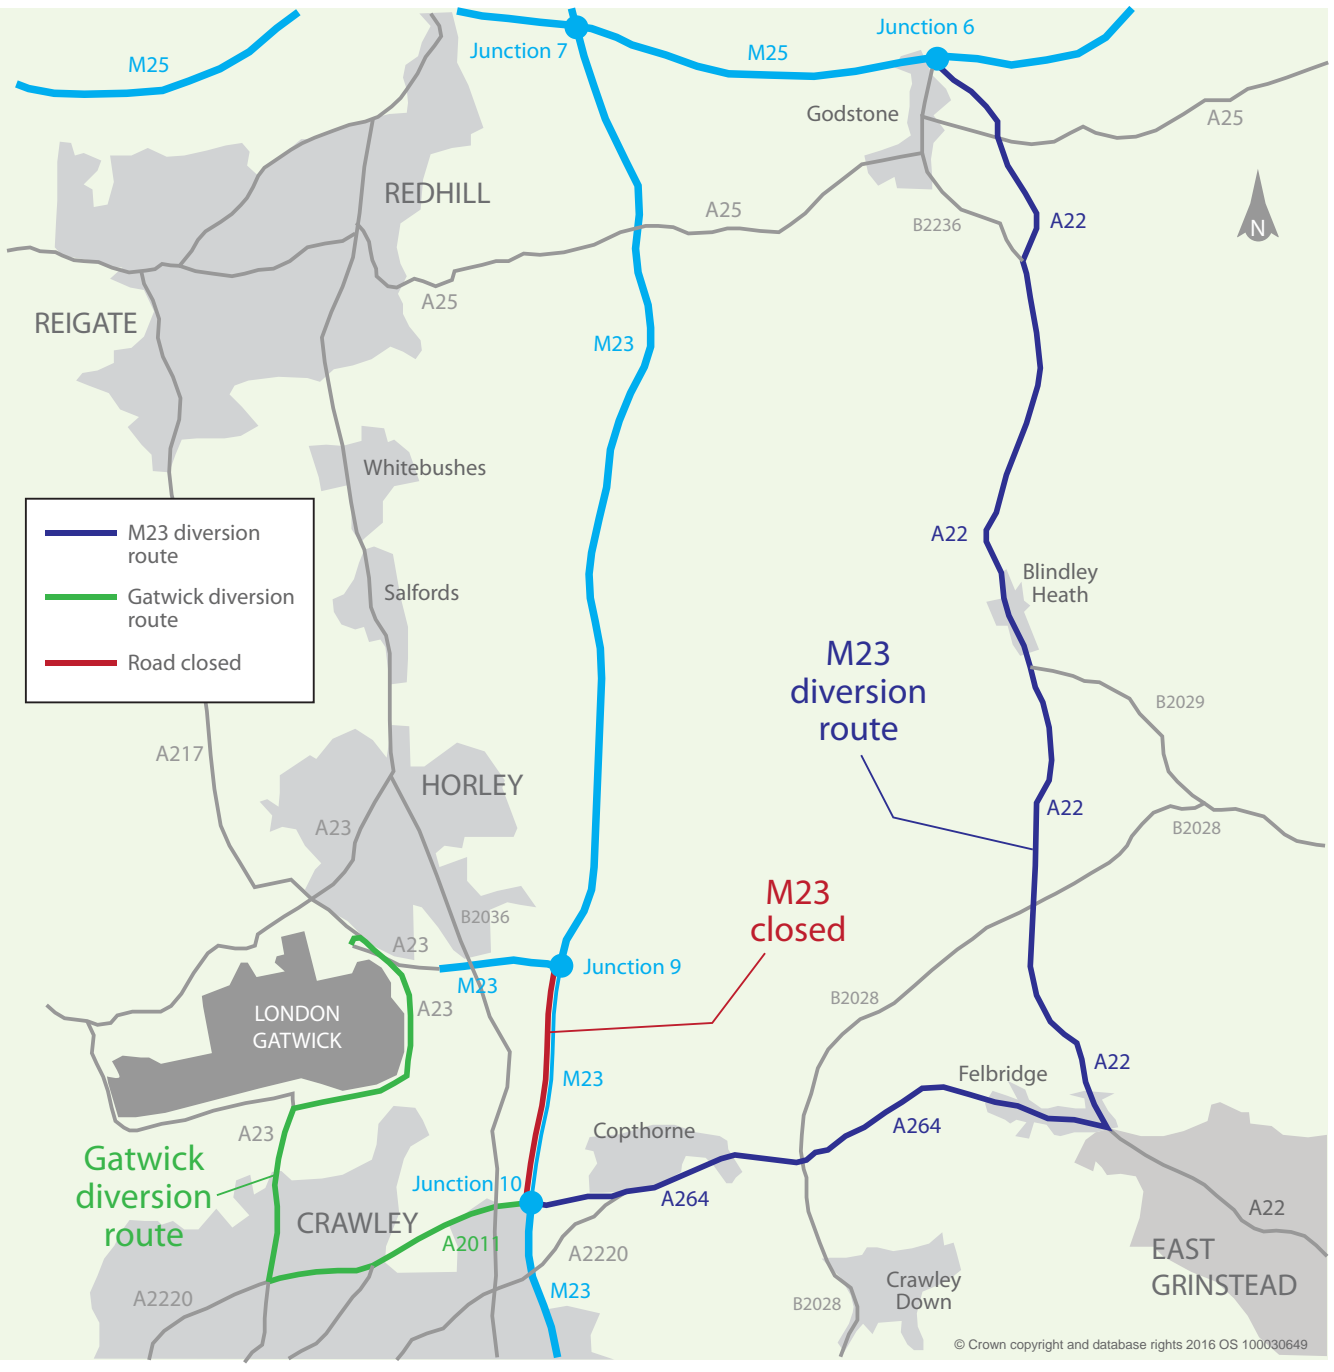 Junction 6
Junction 7
M25
M25
Godstone
A25
REDHILL
A25
B2236
A22
N
A25
REIGATE
M23
Whitebushes
M23 diversion
route
Gatwick diversion
route
Road closed
A22
Blindley
Heath
Salfords
M23
diversion
route
B2029
A217
HORLEY
A22
A23
B2028
M23
closed
B2036
A23
Junction 9
M23
B2028
A23
LONDON
GATWICK
M23
Felbridge
A22
A23
Copthorne
A264
Gatwick
diversion
route
Junction 10
A264
CRAWLEY
A2011
A2220
A22
EAST
GRINSTEAD
A2220
M23
Crawley
Down
B2028
© Crown copyright and database rights 2016 OS 100030649